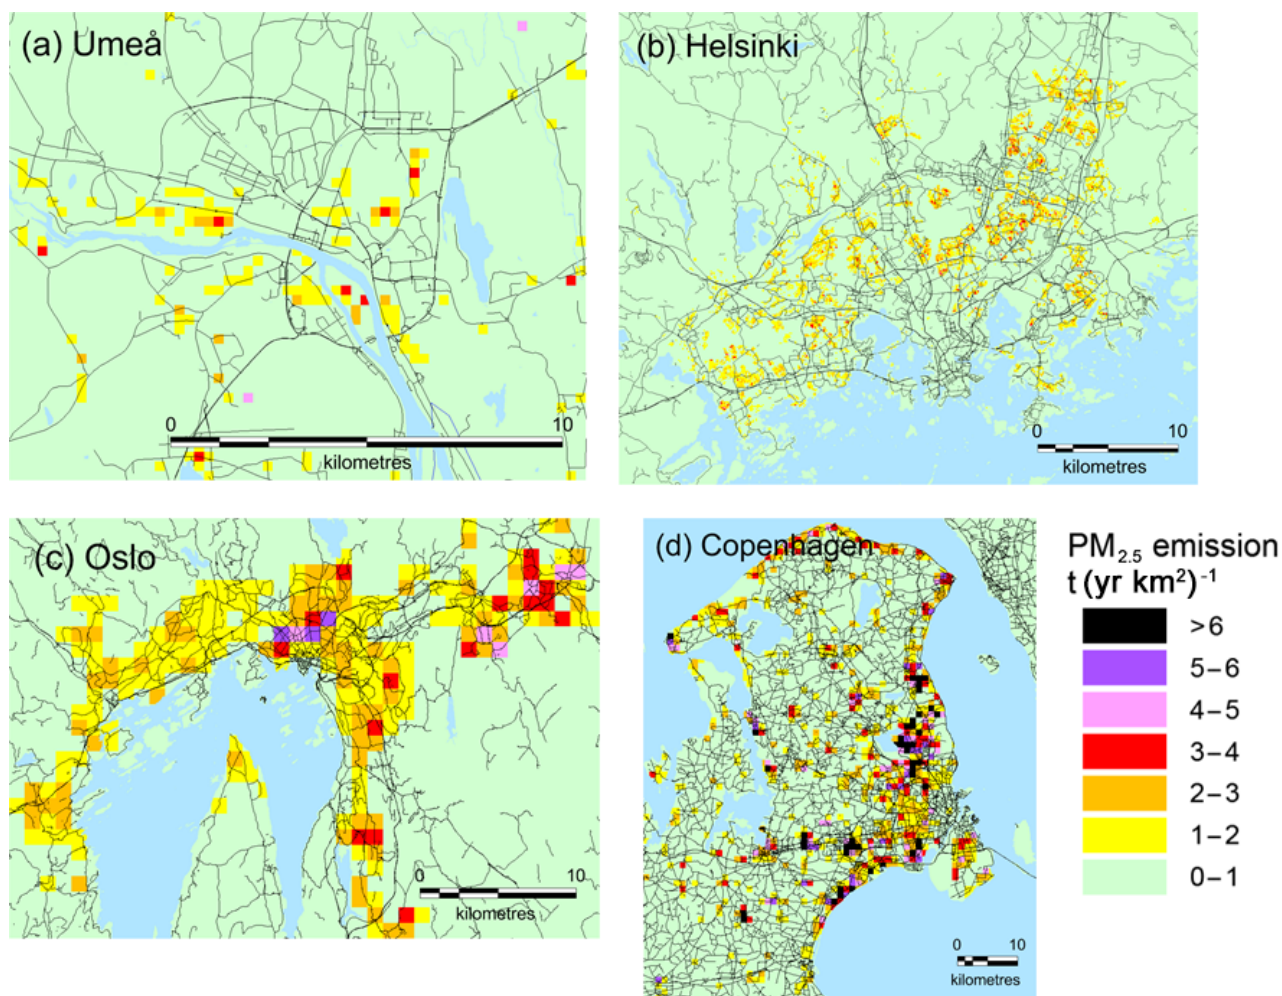 (a) Umeå
0 10
kilometres
(b) Helsinki
0 10
kilometres
(c) Oslo
0 10
kilometres
(d) Copenhagen
0 10
kilometres
PM₂.₅ emission
t (yr km²)⁻¹
>6
5–6
4–5
3–4
2–3
1–2
0–1